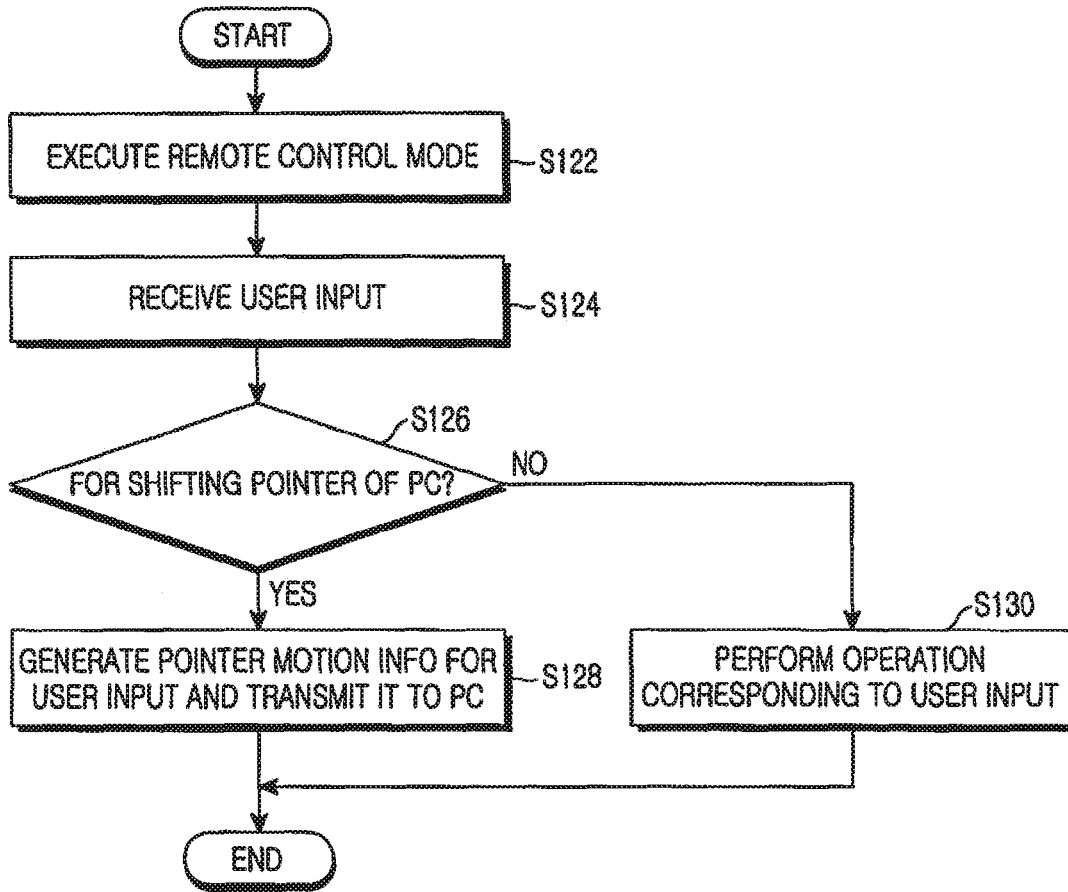 START
EXECUTE REMOTE CONTROL MODE
S122
RECEIVE USER INPUT
S124
S126
FOR SHIFTING POINTER OF PC?
NO
YES
GENERATE POINTER MOTION INFO FOR
USER INPUT AND TRANSMIT IT TO PC
S128
S130
PERFORM OPERATION
CORRESPONDING TO USER INPUT
END